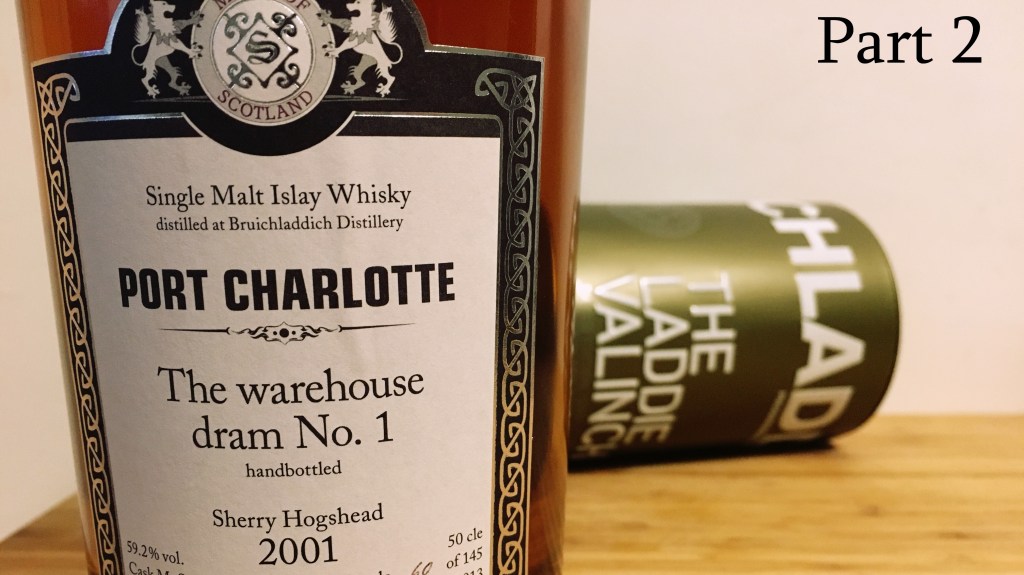 Part 2
SCOTLAND
Single Malt Islay Whisky
distilled at Bruichladdich Distillery
PORT CHARLOTTE
The warehouse
dram No. 1
handbottled
Sherry Hogshead
2001
59.2% vol.
50 cle
of 145
60
THE
LADDIE
VALINCH